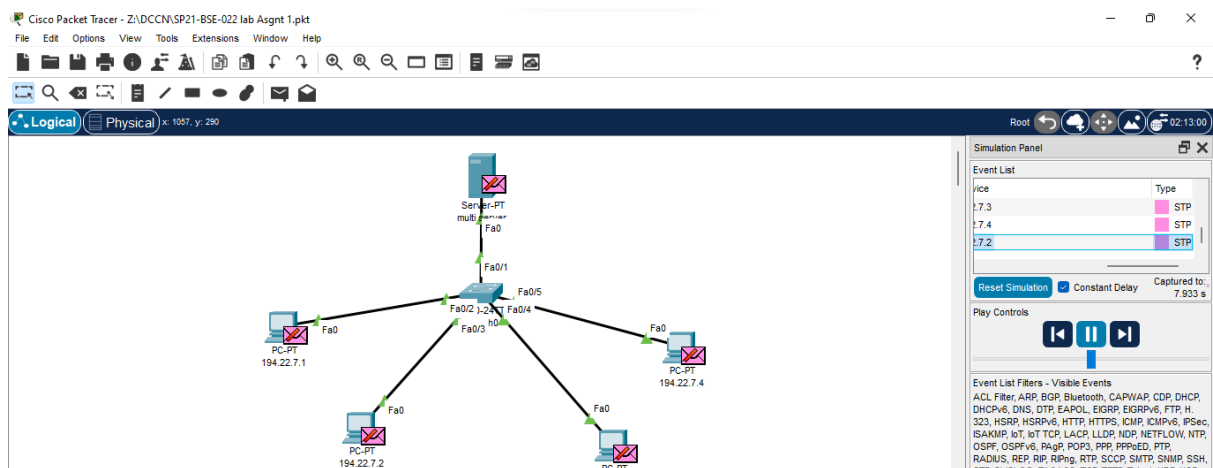 Cisco Packet Tracer - Z:\DCCN\SP21-BSE-022 lab Asgnt 1.pkt
File Edit Options View Tools Extensions Window Help
?
Logical Physical x: 1057, y: 290
Root 02:13:00
Simulation Panel
Event List
vice Type
2.7.3 STP
2.7.4 STP
2.7.2 STP
Reset Simulation Constant Delay Captured to:
7.933 s
Play Controls
Event List Filters - Visible Events
ACL Filter, ARP, BGP, Bluetooth, CAPWAP, CDP, DHCP,
DHCPv6, DNS, DTP, EAPOL, EIGRP, EIGRPv6, FTP, H.
323, HSRP, HSRPv6, HTTP, HTTPS, ICMP, ICMPv6, IPSec,
ISAKMP, IoT, IoT TCP, LACP, LLDP, NDP, NETFLOW, NTP,
OSPF, OSPFv6, PAgP, POP3, PPP, PPPoED, PTP,
RADIUS, REP, RIP, RIPng, RTP, SCCP, SMTP, SNMP, SSH,
Server-PT
multi server
Fa0
Fa0/1
Fa0/5
Fa0/2 Fa0/4
Fa0/3
Fa0
PC-PT
194.22.7.1
Fa0
PC-PT
194.22.7.4
Fa0
PC-PT
194.22.7.2
Fa0
PC-PT